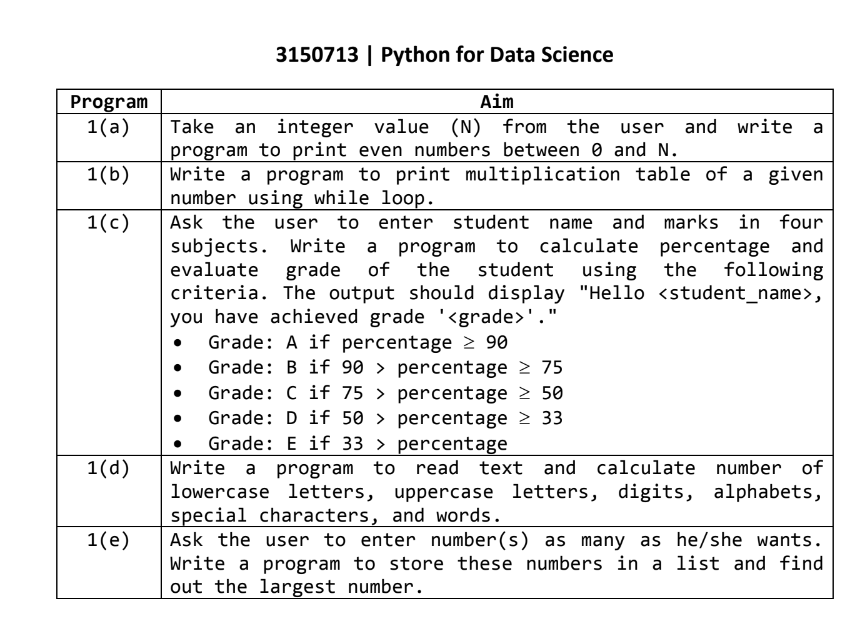 3150713 | Python for Data Science
Program Aim
1(a) Take an integer value (N) from the user and write a
program to print even numbers between 0 and N.
1(b) Write a program to print multiplication table of a given
number using while loop.
1(c) Ask the user to enter student name and marks in four
subjects. Write a program to calculate percentage and
evaluate grade of the student using the following
criteria. The output should display "Hello <student_name>,
you have achieved grade '<grade>'."
• Grade: A if percentage ≥ 90
• Grade: B if 90 > percentage ≥ 75
• Grade: C if 75 > percentage ≥ 50
• Grade: D if 50 > percentage ≥ 33
• Grade: E if 33 > percentage
1(d) Write a program to read text and calculate number of
lowercase letters, uppercase letters, digits, alphabets,
special characters, and words.
1(e) Ask the user to enter number(s) as many as he/she wants.
Write a program to store these numbers in a list and find
out the largest number.